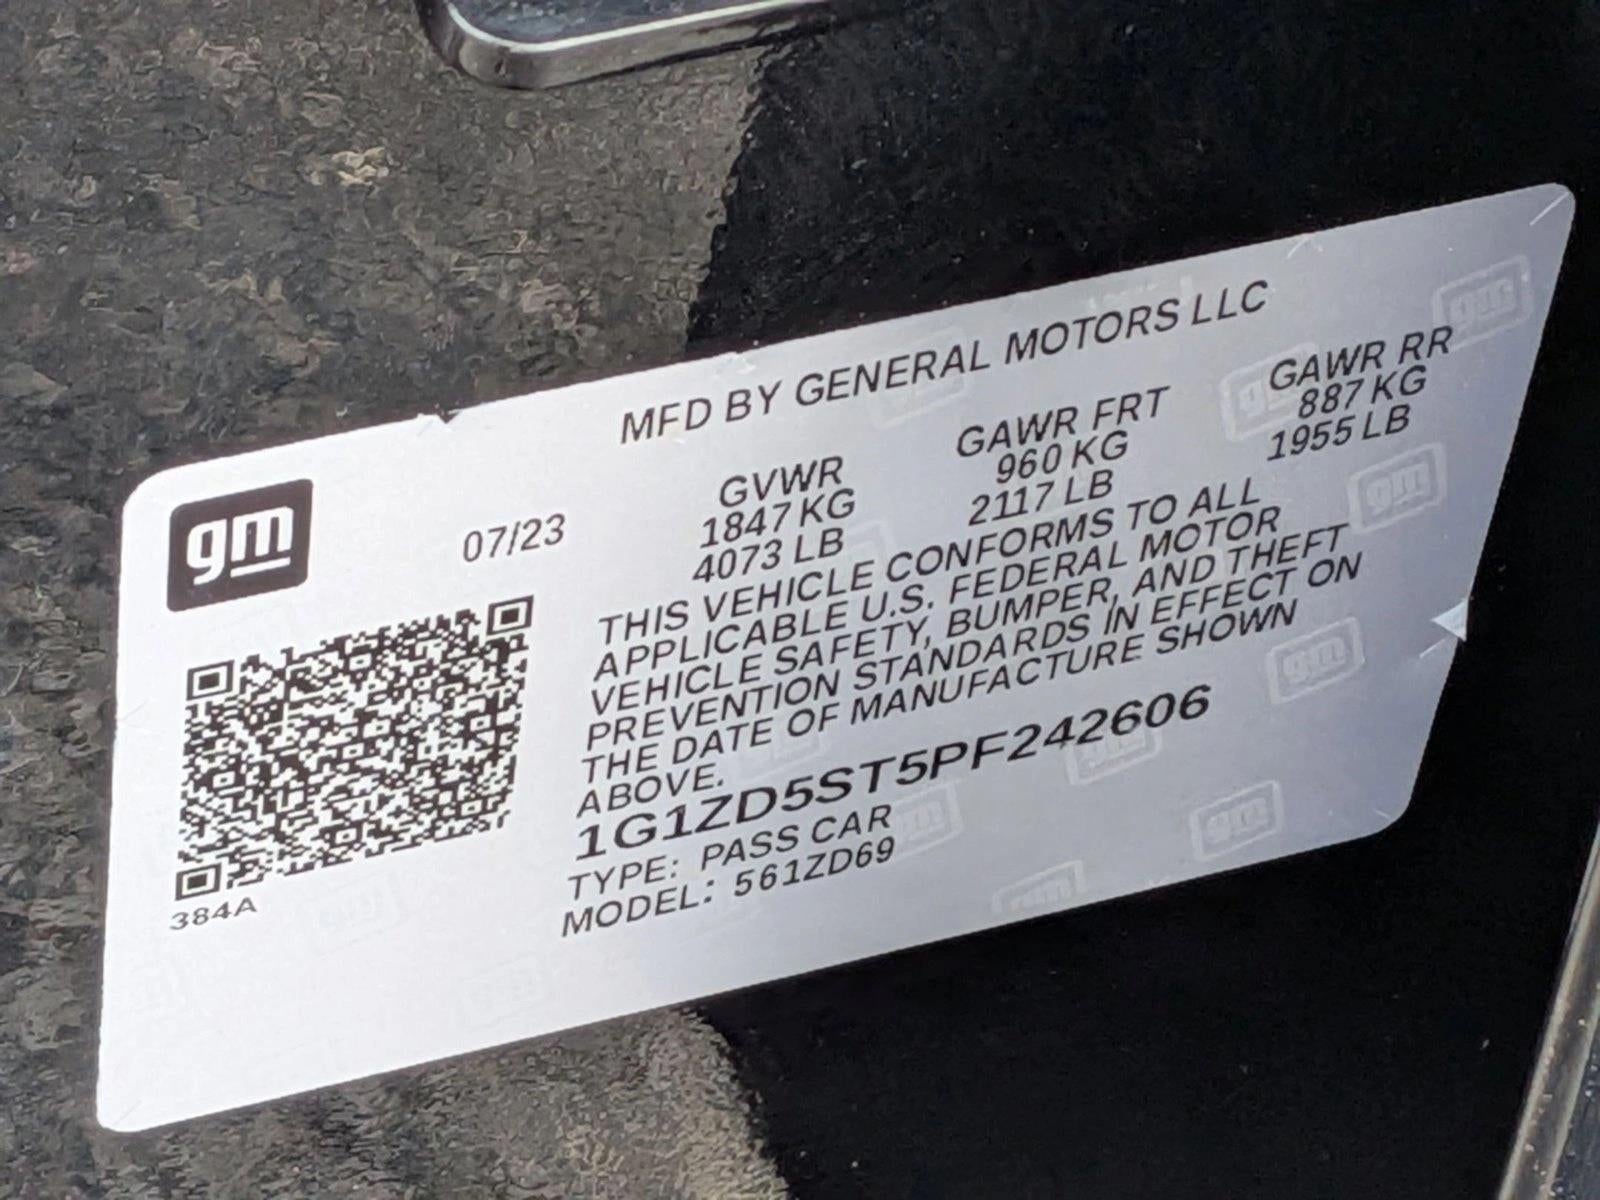 MFD BY GENERAL MOTORS LLC
gm
07/23
GVWR GAWR FRT GAWR RR
1847 KG 960 KG 887 KG
4073 LB 2117 LB 1955 LB
THIS VEHICLE CONFORMS TO ALL
APPLICABLE U.S. FEDERAL MOTOR
VEHICLE SAFETY, BUMPER, AND THEFT
PREVENTION STANDARDS IN EFFECT ON
THE DATE OF MANUFACTURE SHOWN
ABOVE.
1G1ZD5ST5PF242606
TYPE: PASS CAR
MODEL: 561ZD69
384A